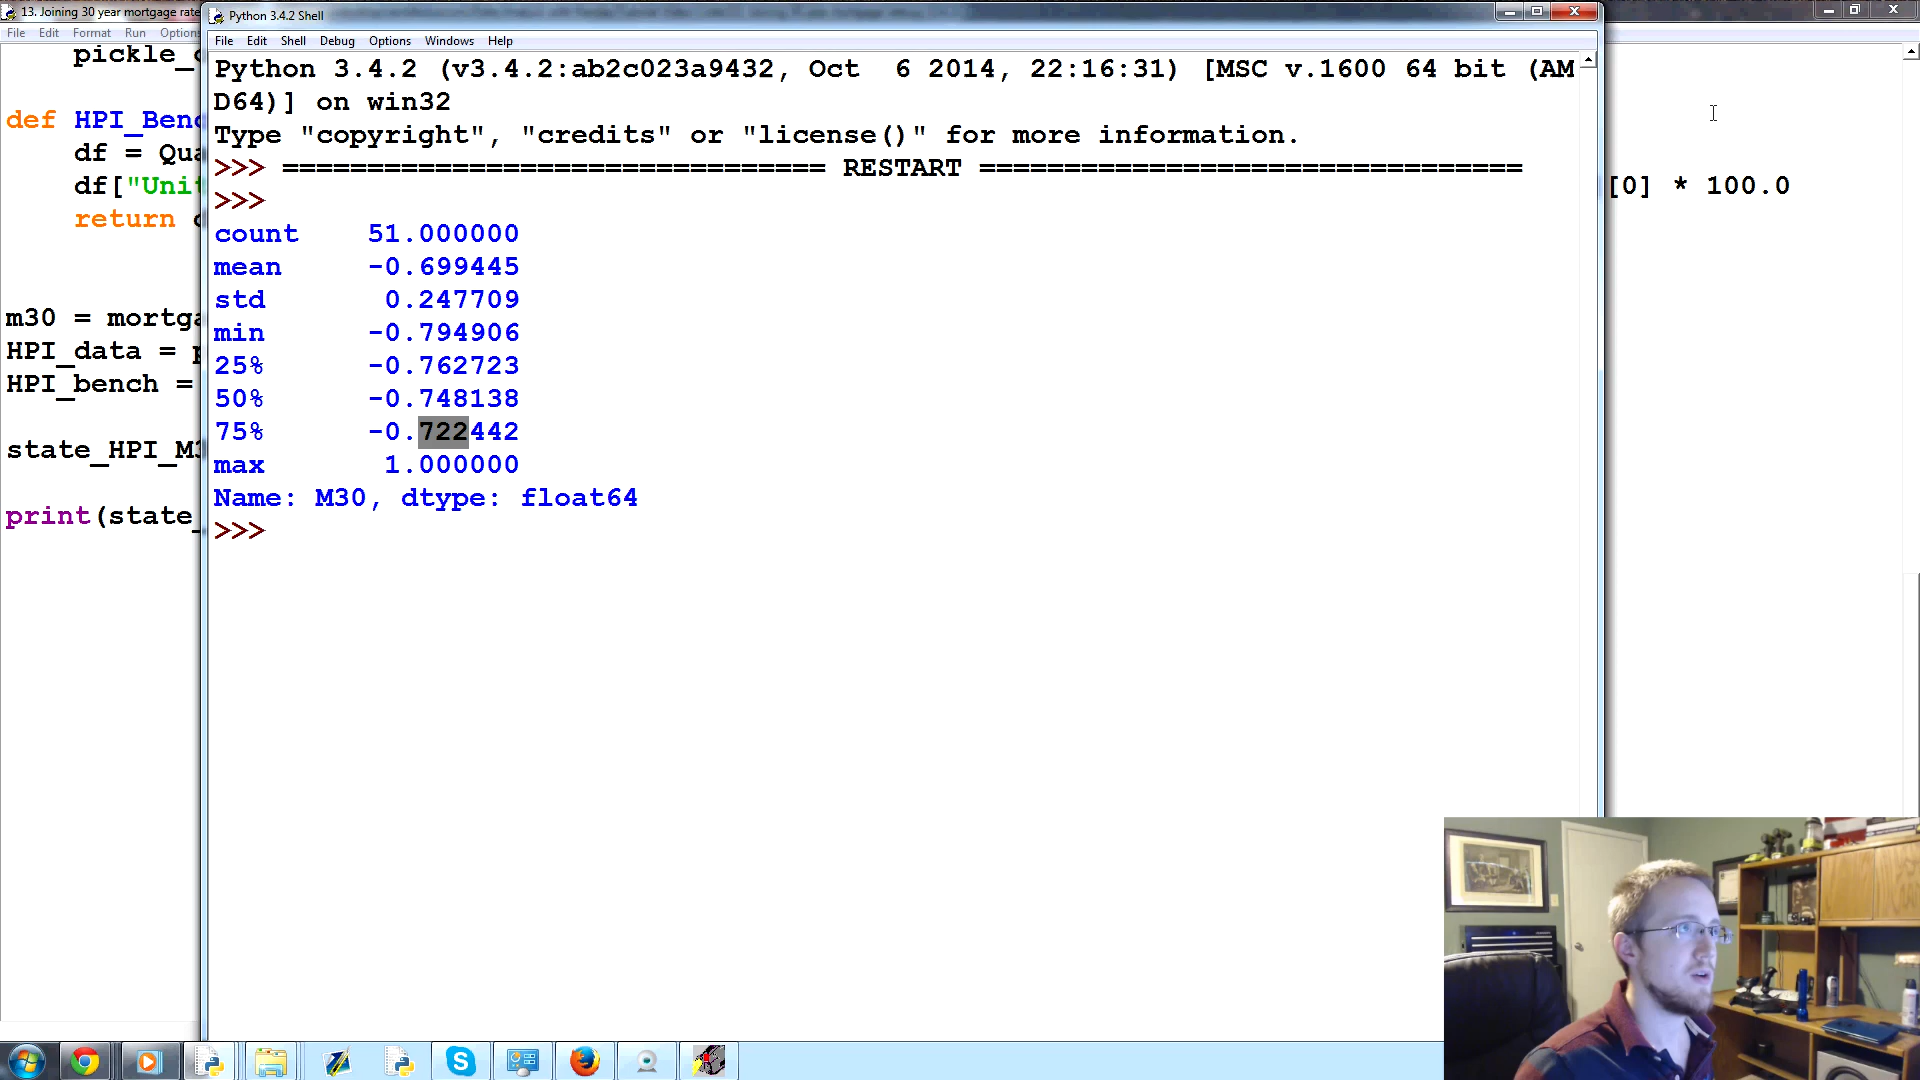 13. Joining 30 year mortgage rate
File Edit Format Run Options
pickle_
def HPI_Benc
df = Qua
df["Unit
return
m30 = mortga
HPI_data = p
HPI_bench =
state_HPI_M3
print(state_
Python 3.4.2 Shell
File Edit Shell Debug Options Windows Help
Python 3.4.2 (v3.4.2:ab2c023a9432, Oct  6 2014, 22:16:31) [MSC v.1600 64 bit (AM
D64)] on win32
Type "copyright", "credits" or "license()" for more information.
>>> ================================ RESTART ================================
>>>
count    51.000000
mean     -0.699445
std       0.247709
min      -0.794906
25%      -0.762723
50%      -0.748138
75%      -0.722442
max       1.000000
Name: M30, dtype: float64
>>>
[0] * 100.0